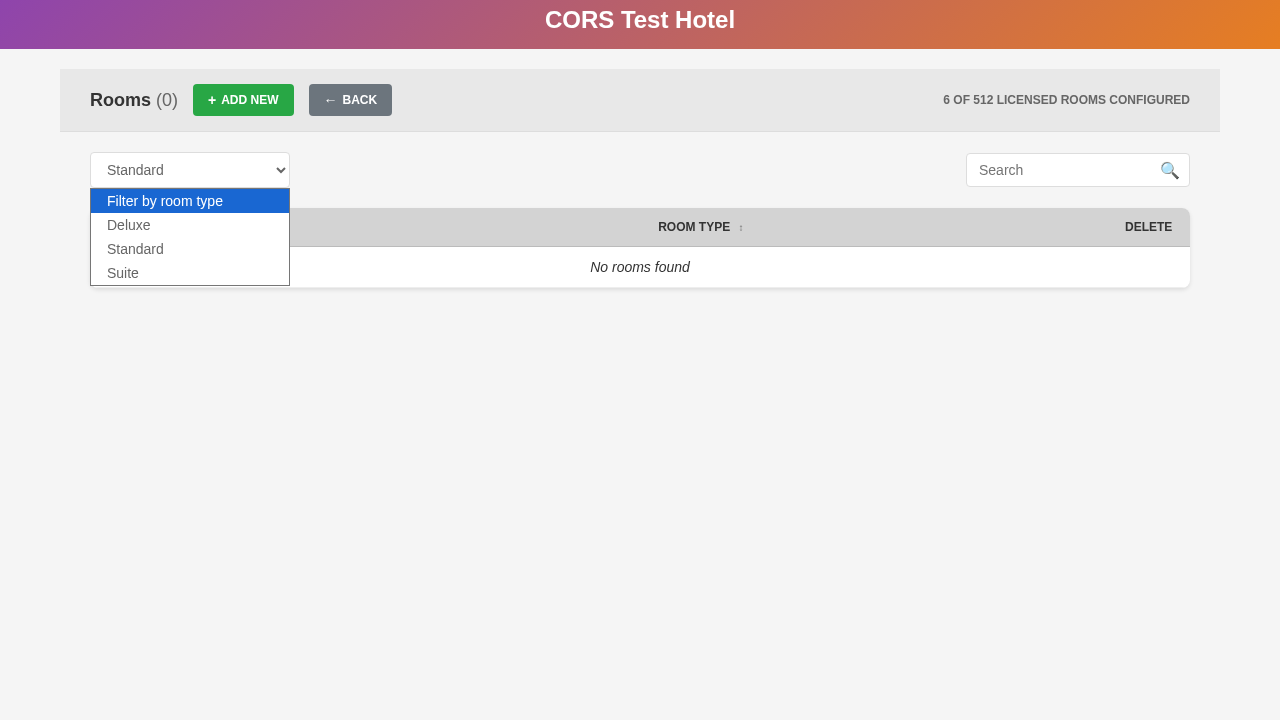 CORS Test Hotel
Rooms (0)
+ ADD NEW
← BACK
6 OF 512 LICENSED ROOMS CONFIGURED
Standard
Search
Filter by room type
Deluxe
Standard
Suite
ROOM TYPE ↕
DELETE
No rooms found